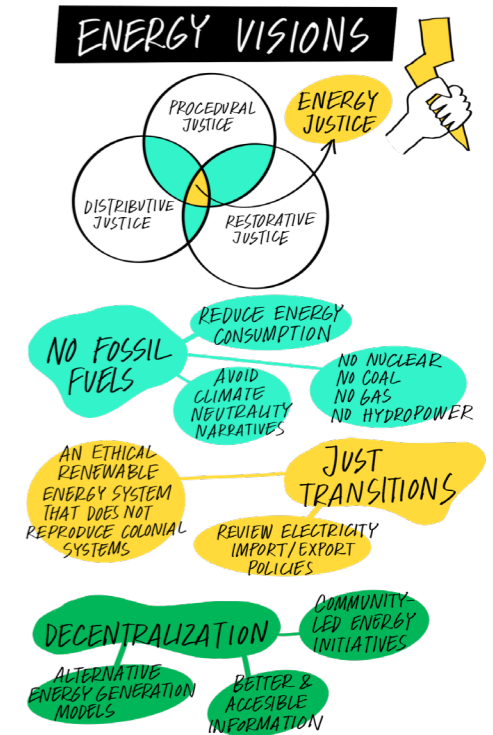 ENERGY VISIONS
PROCEDURAL
JUSTICE
ENERGY
JUSTICE
DISTRIBUTIVE
JUSTICE
RESTORATIVE
JUSTICE
REDUCE ENERGY
CONSUMPTION
NO FOSSIL
FUELS
AVOID
CLIMATE
NEUTRALITY
NARRATIVES
NO NUCLEAR
NO COAL
NO GAS
NO HYDROPOWER
AN ETHICAL
RENEWABLE
ENERGY SYSTEM
THAT DOES NOT
REPRODUCE COLONIAL
SYSTEMS
JUST
TRANSITIONS
REVIEW ELECTRICITY
IMPORT/EXPORT
POLICIES
DECENTRALIZATION
COMMUNITY-
LED ENERGY
INITIATIVES
ALTERNATIVE
ENERGY GENERATION
MODELS
BETTER &
ACCESIBLE
INFORMATION